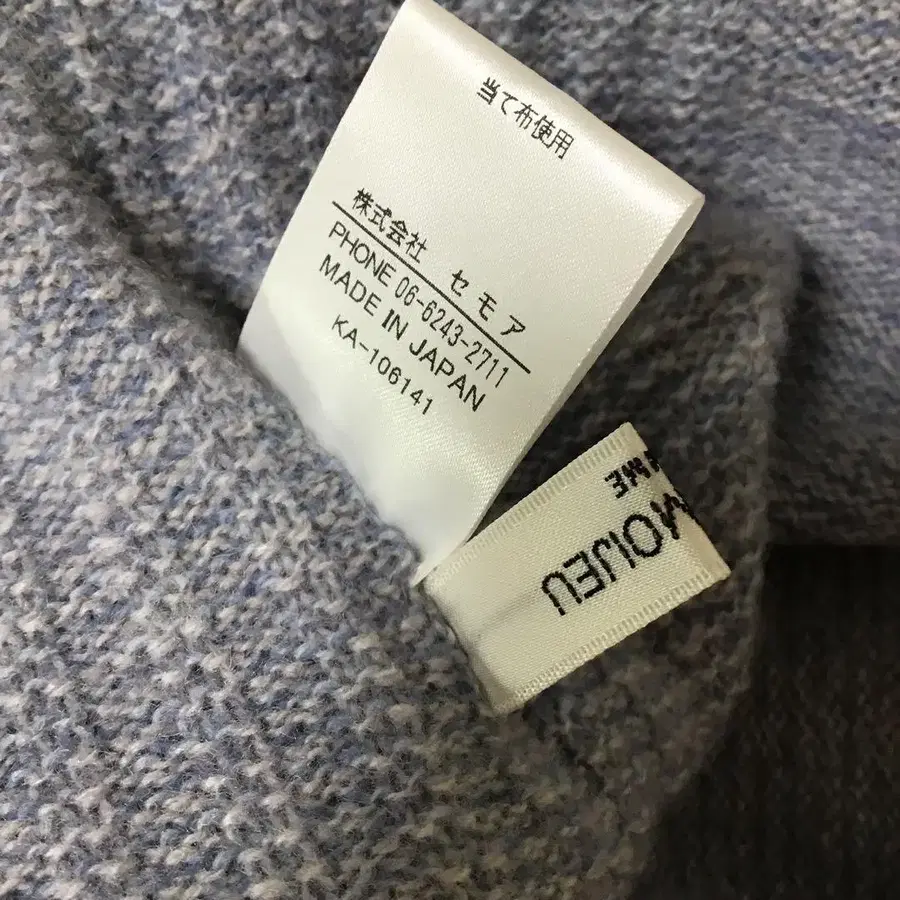 当て布使用
株式会社 セモア
PHONE 06-6243-2711
MADE IN JAPAN
KA-106141